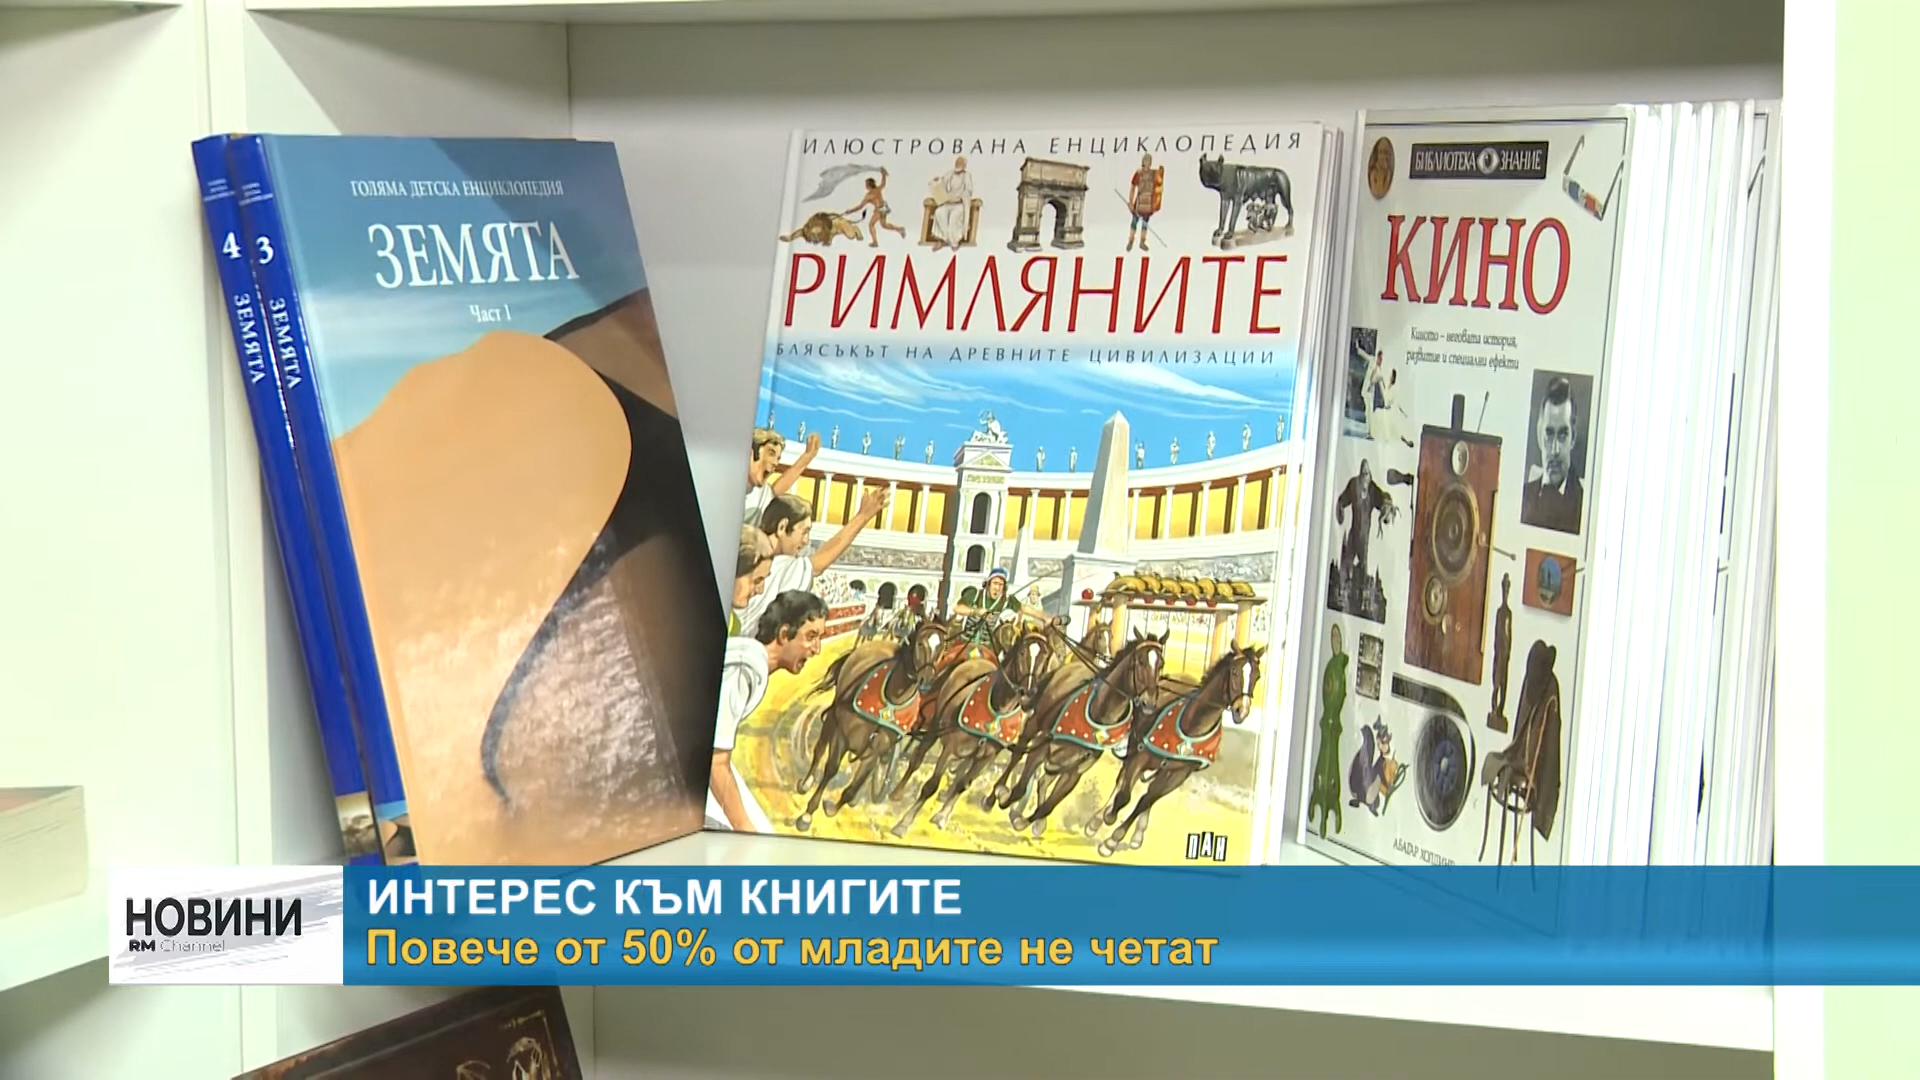 4
ЗЕМЯТА
3
ЗЕМЯТА
ГОЛЯМА ДЕТСКА ЕНЦИКЛОПЕДИЯ
ЗЕМЯТА
Част 1
ИЛЮСТРОВАНА ЕНЦИКЛОПЕДИЯ
РИМЛЯНИТЕ
БЛЯСЪКЪТ НА ДРЕВНИТЕ ЦИВИЛИЗАЦИИ
ПАН
БИБЛИОТЕКА ЗНАНИЕ
КИНО
Киното – неговата история,
развитие и специални ефекти
АБАГАР ХОЛДИНГ
НОВИНИ
RM Channel
ИНТЕРЕС КЪМ КНИГИТЕ
Повече от 50% от младите не четат